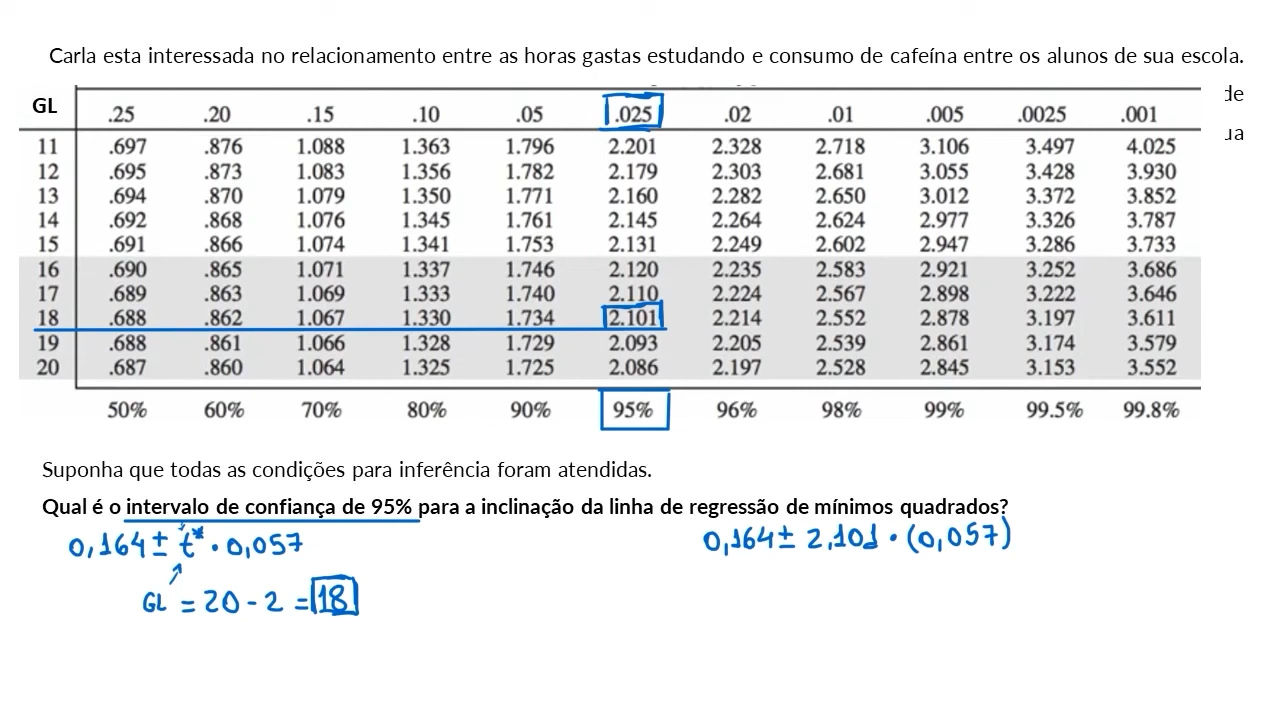 Carla esta interessada no relacionamento entre as horas gastas estudando e consumo de cafeína entre os alunos de sua escola.
de
GL .25 .20 .15 .10 .05 .025 .02 .01 .005 .0025 .001
11 .697 .876 1.088 1.363 1.796 2.201 2.328 2.718 3.106 3.497 4.025
12 .695 .873 1.083 1.356 1.782 2.179 2.303 2.681 3.055 3.428 3.930
13 .694 .870 1.079 1.350 1.771 2.160 2.282 2.650 3.012 3.372 3.852
14 .692 .868 1.076 1.345 1.761 2.145 2.264 2.624 2.977 3.326 3.787
15 .691 .866 1.074 1.341 1.753 2.131 2.249 2.602 2.947 3.286 3.733
16 .690 .865 1.071 1.337 1.746 2.120 2.235 2.583 2.921 3.252 3.686
17 .689 .863 1.069 1.333 1.740 2.110 2.224 2.567 2.898 3.222 3.646
18 .688 .862 1.067 1.330 1.734 2.101 2.214 2.552 2.878 3.197 3.611
19 .688 .861 1.066 1.328 1.729 2.093 2.205 2.539 2.861 3.174 3.579
20 .687 .860 1.064 1.325 1.725 2.086 2.197 2.528 2.845 3.153 3.552
50% 60% 70% 80% 90% 95% 96% 98% 99% 99.5% 99.8%
Suponha que todas as condições para inferência foram atendidas.
Qual é o intervalo de confiança de 95% para a inclinação da linha de regressão de mínimos quadrados?
0,164 ± t* · 0,057
0,164 ± 2,101 · (0,057)
GL = 20 - 2 = 18